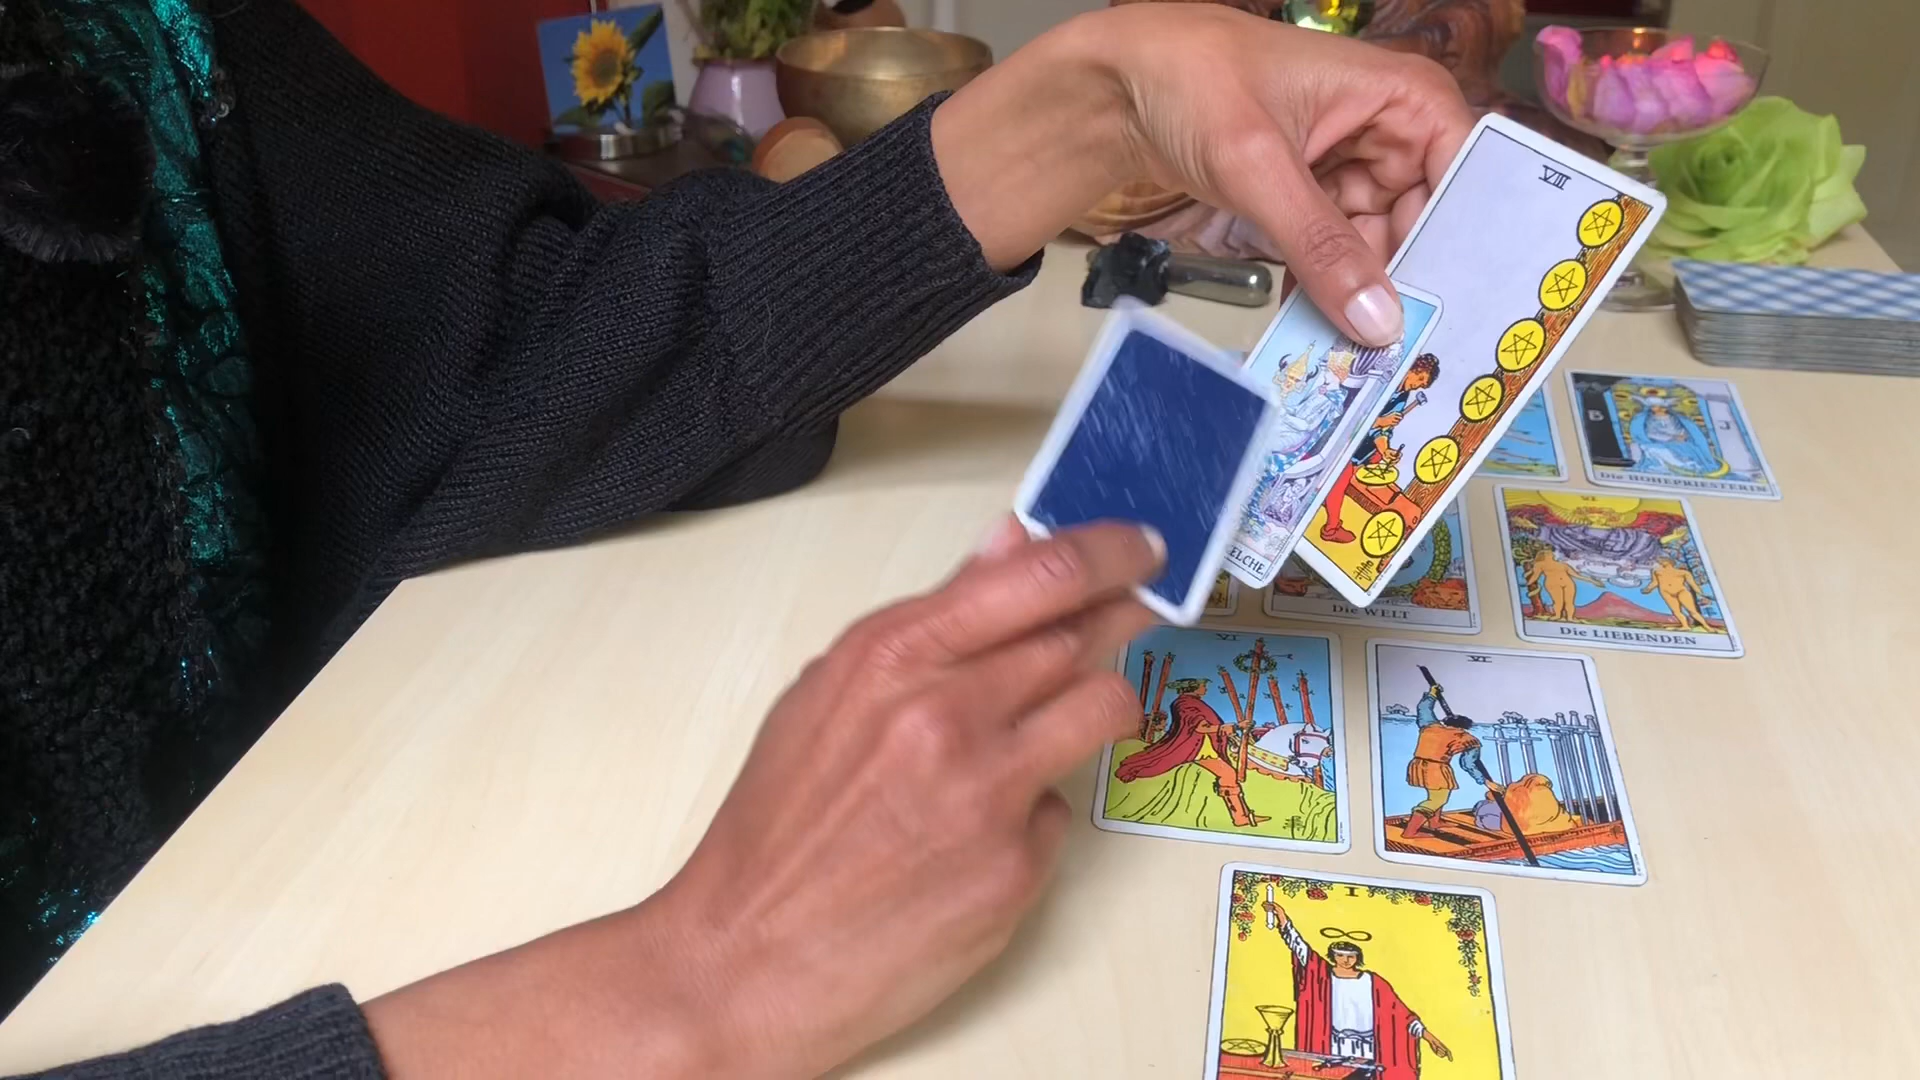 VIII
B J
Die HOHEPRIESTERIN
VI
ELCHE
Die WELT
Die LIEBENDEN
VI
VI
I